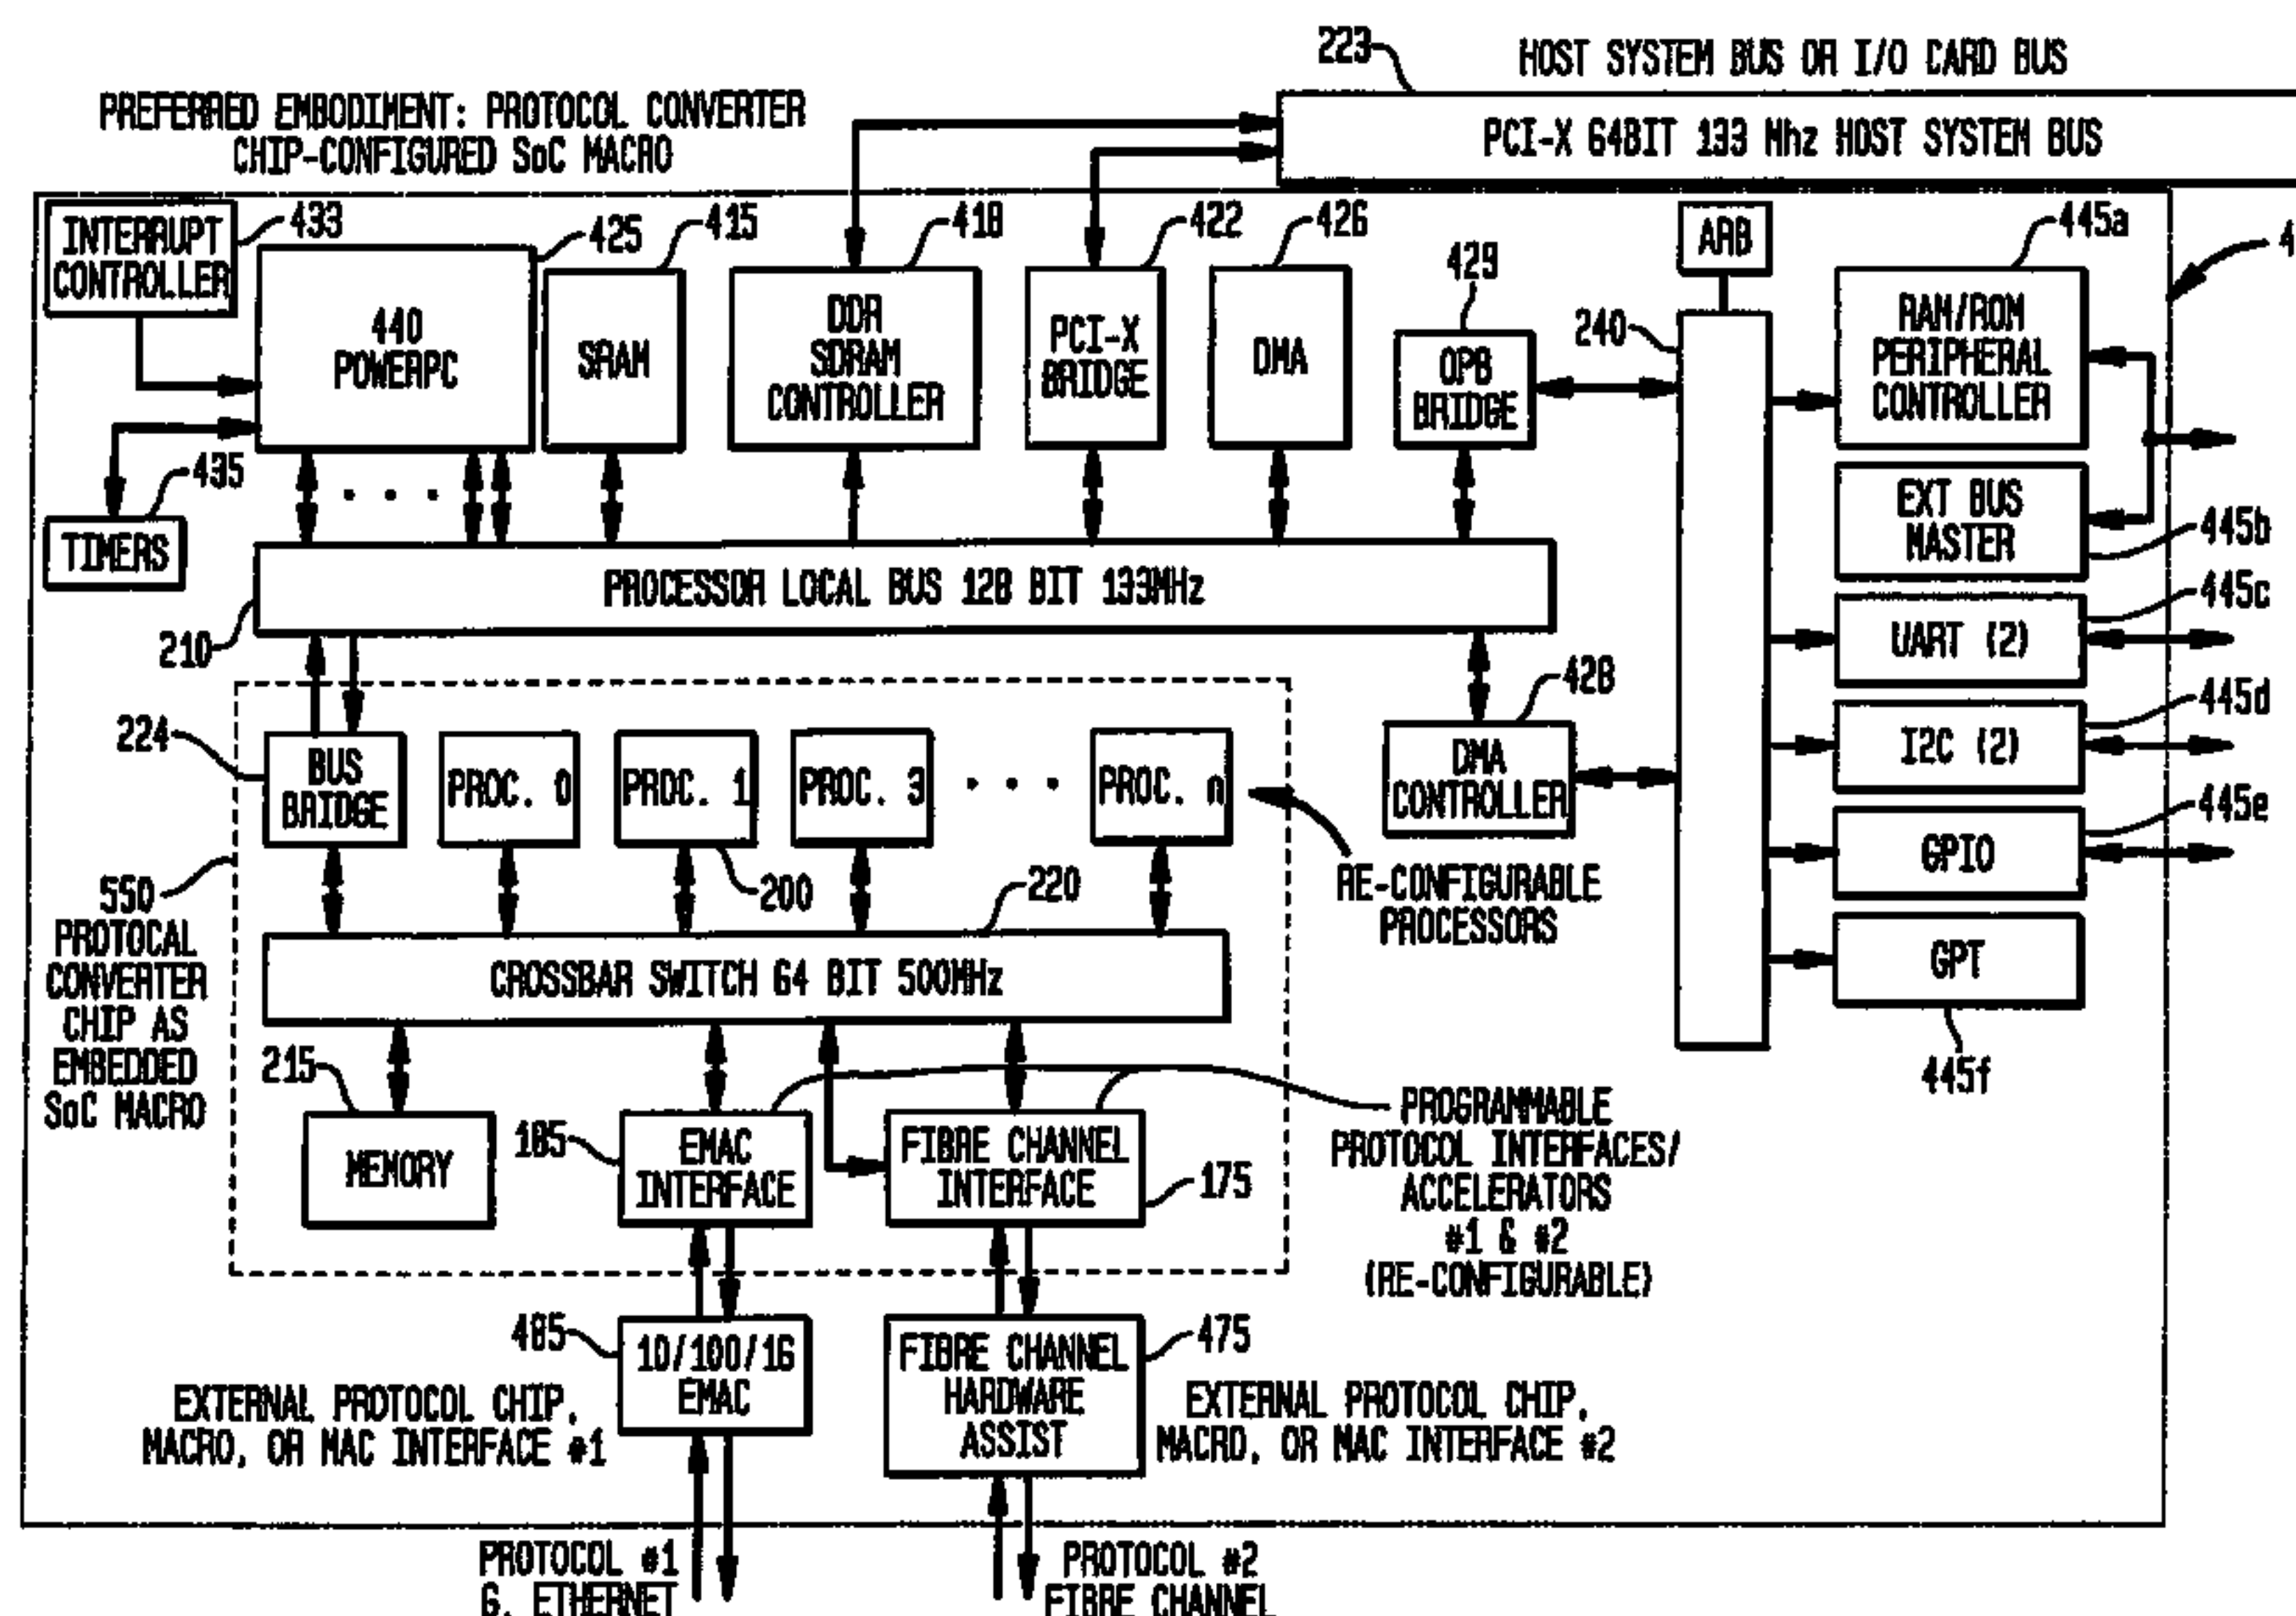 223
HOST SYSTEM BUS OR I/O CARD BUS
PREFERRED EMBODIMENT: PROTOCOL CONVERTER
CHIP-CONFIGURED SoC MACRO
PCI-X 64BIT 133 Mhz HOST SYSTEM BUS
INTERRUPT
CONTROLLER
433
440
POWERPC
425
SRAM
415
DDR
SDRAM
CONTROLLER
418
PCI-X
BRIDGE
422
DMA
426
OPB
BRIDGE
429
240
ARB
RAM/ROM
PERIPHERAL
CONTROLLER
445a
4
EXT BUS
MASTER
445b
UART (2)
445c
I2C (2)
445d
GPIO
445e
GPT
445f
435
TIMERS
PROCESSOR LOCAL BUS 128 BIT 133MHz
210
224
BUS
BRIDGE
PROC. 0
PROC. 1
PROC. 3
PROC. n
200
220
428
DMA
CONTROLLER
RE-CONFIGURABLE
PROCESSORS
550
PROTOCAL
CONVERTER
CHIP AS
EMBEDDED
SoC MACRO
CROSSBAR SWITCH 64 BIT 500MHz
215
MEMORY
185
EMAC
INTERFACE
FIBRE CHANNEL
INTERFACE
175
PROGRAMMABLE
PROTOCOL INTERFACES/
ACCELERATORS
#1 & #2
(RE-CONFIGURABLE)
485
10/100/1G
EMAC
FIBRE CHANNEL
HARDWARE
ASSIST
475
EXTERNAL PROTOCOL CHIP,
MACRO, OR MAC INTERFACE #1
EXTERNAL PROTOCOL CHIP,
MACRO, OR MAC INTERFACE #2
PROTOCOL #1
G. ETHERNET
PROTOCOL #2
FIBRE CHANNEL